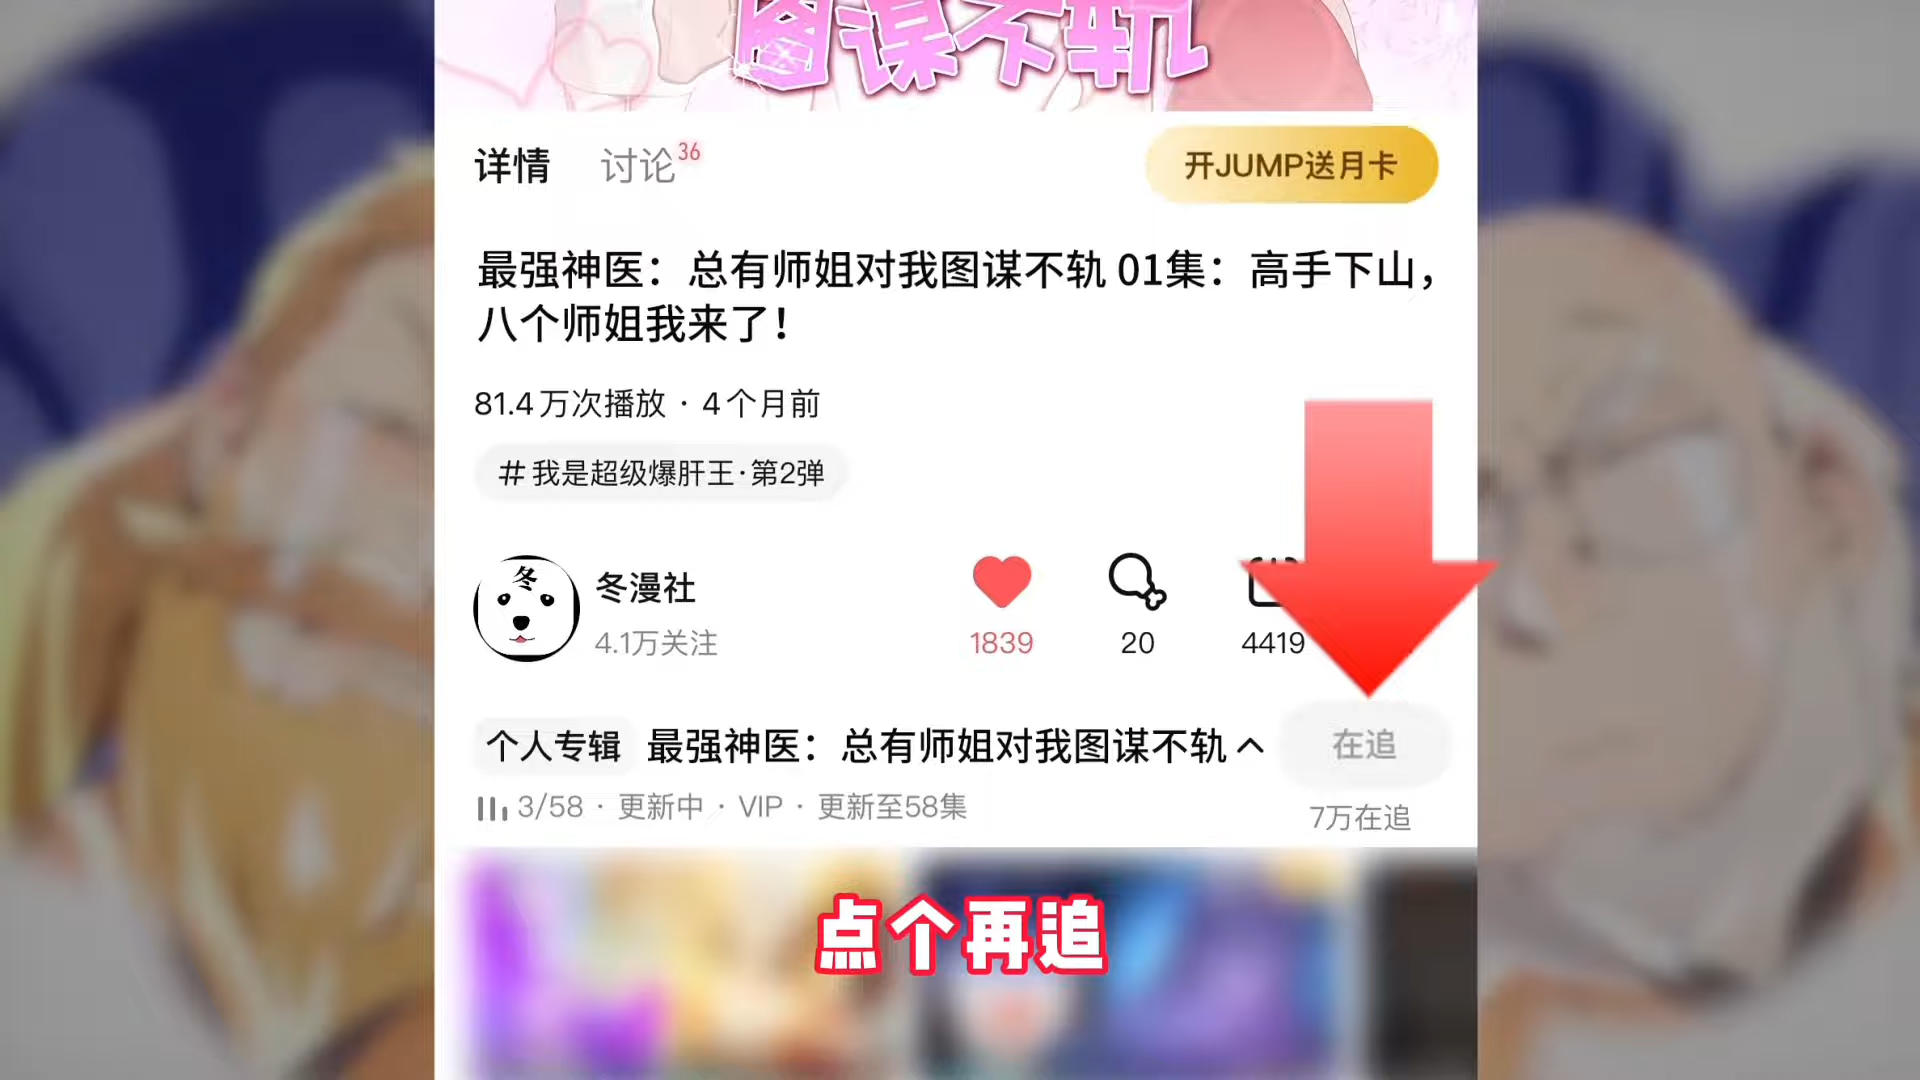 图谋不轨
详情
讨论36
开JUMP送月卡
最强神医：总有师姐对我图谋不轨 01集：高手下山，
八个师姐我来了！
81.4万次播放 · 4个月前
#我是超级爆肝王·第2弹
冬
冬漫社
4.1万关注
1839
20
4419
个人专辑 最强神医：总有师姐对我图谋不轨
在追
3/58 · 更新中 · VIP · 更新至58集
7万在追
点个再追